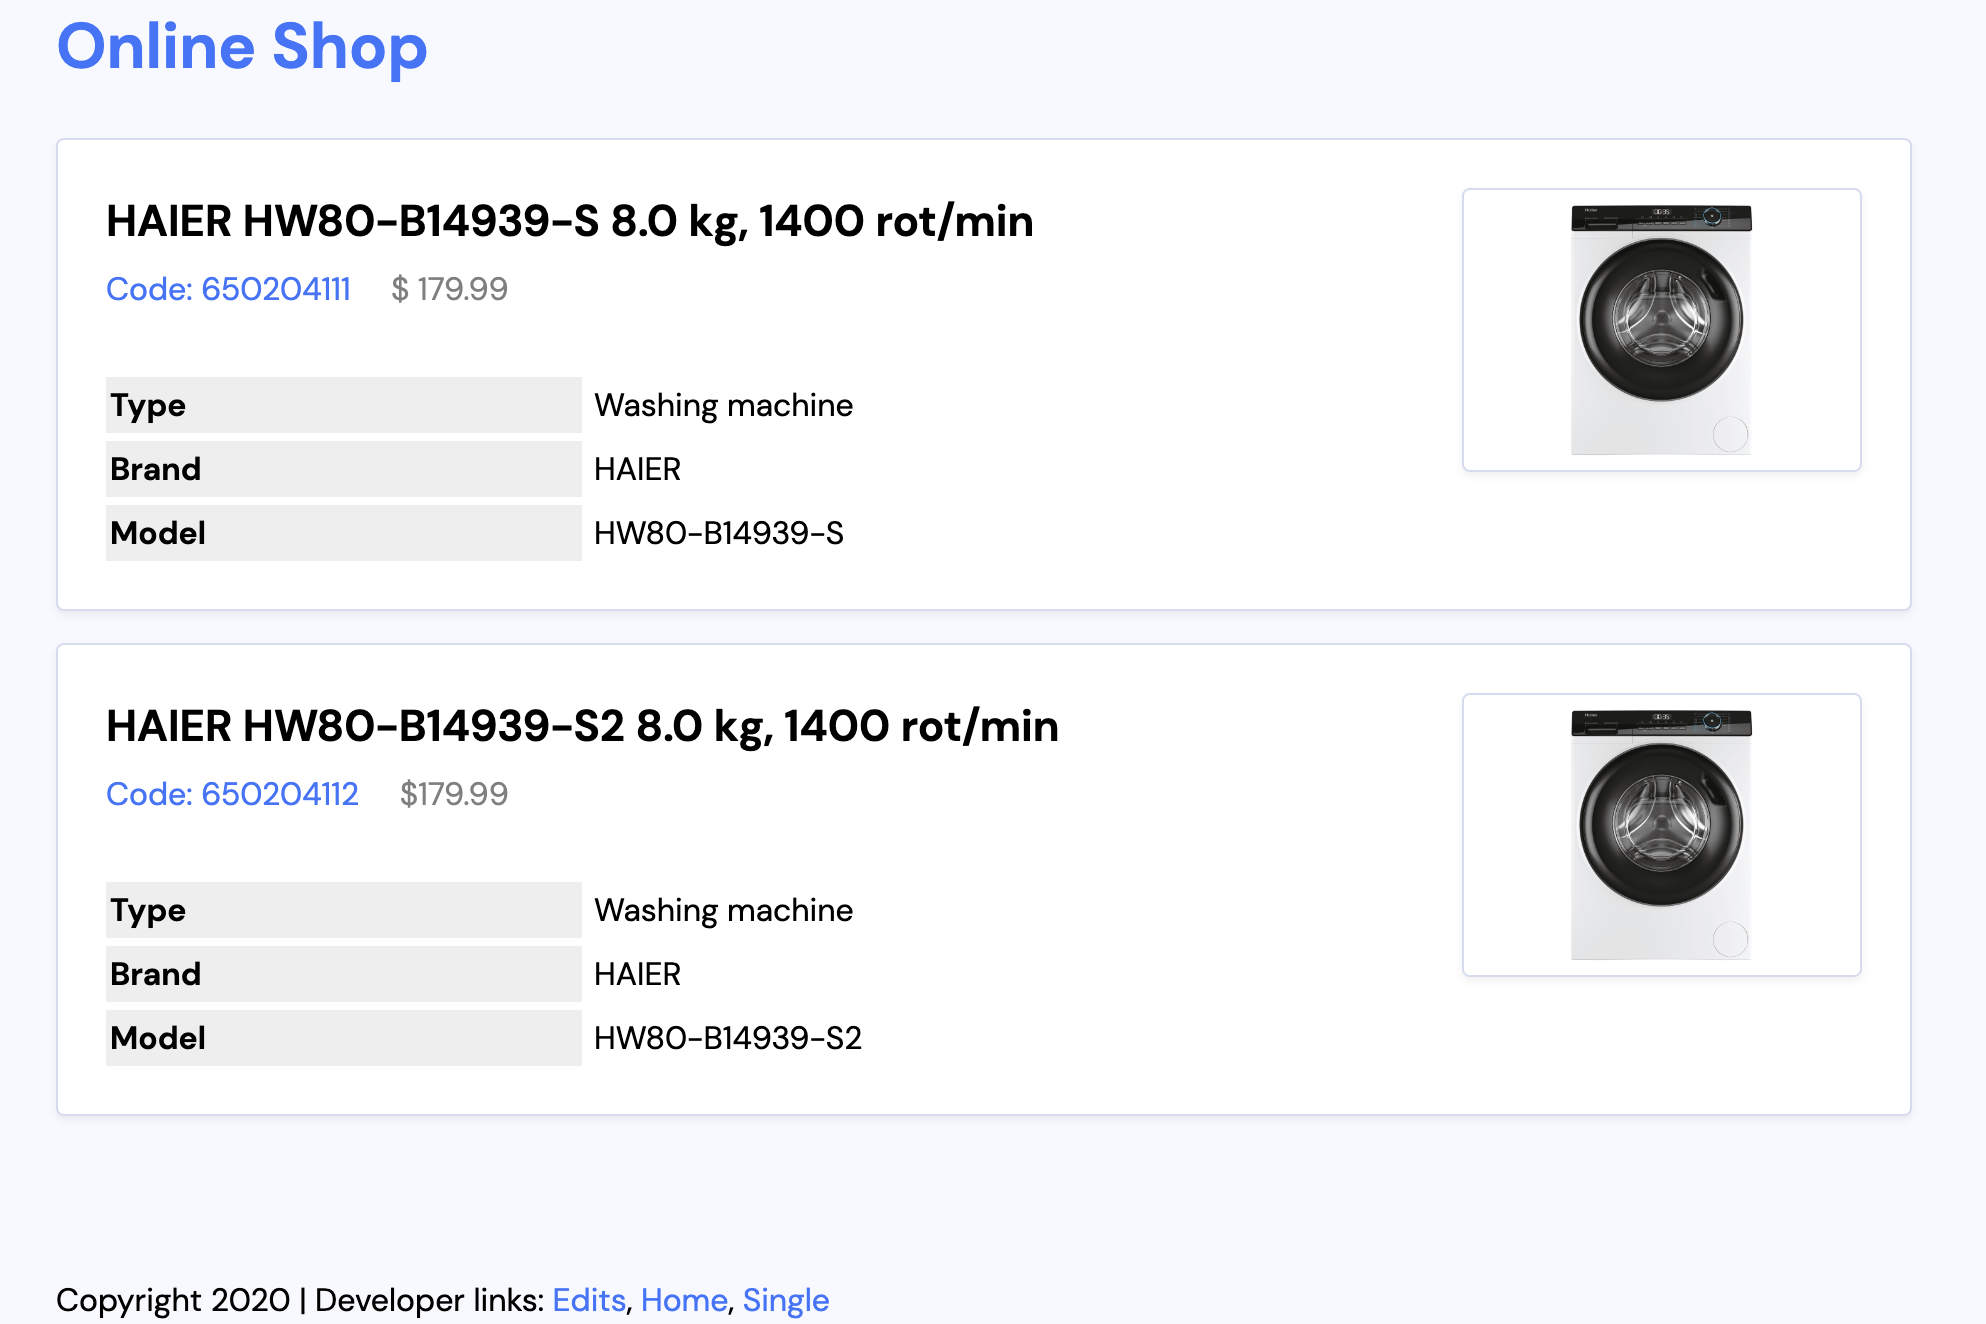 Online Shop
HAIER HW80-B14939-S 8.0 kg, 1400 rot/min
Code: 650204111 $ 179.99
Type Washing machine
Brand HAIER
Model HW80-B14939-S
HAIER HW80-B14939-S2 8.0 kg, 1400 rot/min
Code: 650204112 $179.99
Type Washing machine
Brand HAIER
Model HW80-B14939-S2
Copyright 2020 | Developer links: Edits, Home, Single